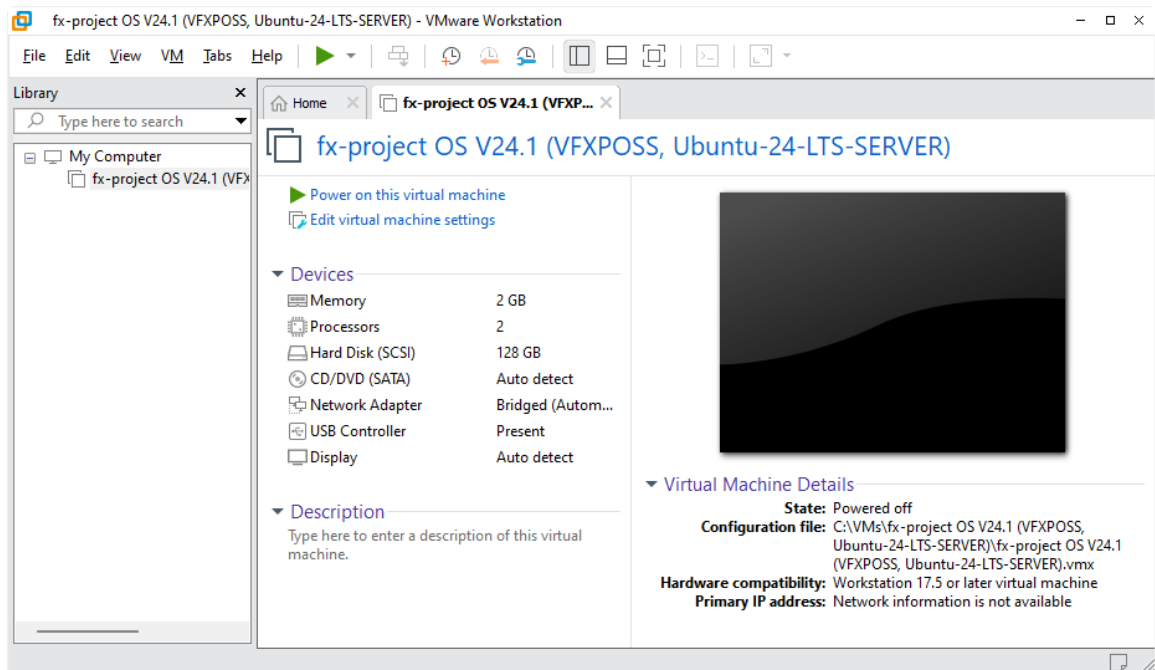 fx-project OS V24.1 (VFXPOSS, Ubuntu-24-LTS-SERVER) - VMware Workstation
File Edit View VM Tabs Help
Library
Type here to search
My Computer
fx-project OS V24.1 (VFX
Home
fx-project OS V24.1 (VFXP...
fx-project OS V24.1 (VFXPOSS, Ubuntu-24-LTS-SERVER)
Power on this virtual machine
Edit virtual machine settings
Devices
Memory 2 GB
Processors 2
Hard Disk (SCSI) 128 GB
CD/DVD (SATA) Auto detect
Network Adapter Bridged (Autom...
USB Controller Present
Display Auto detect
Description
Type here to enter a description of this virtual
machine.
Virtual Machine Details
State: Powered off
Configuration file: C:\VMs\fx-project OS V24.1 (VFXPOSS,
Ubuntu-24-LTS-SERVER)\fx-project OS V24.1
(VFXPOSS, Ubuntu-24-LTS-SERVER).vmx
Hardware compatibility: Workstation 17.5 or later virtual machine
Primary IP address: Network information is not available